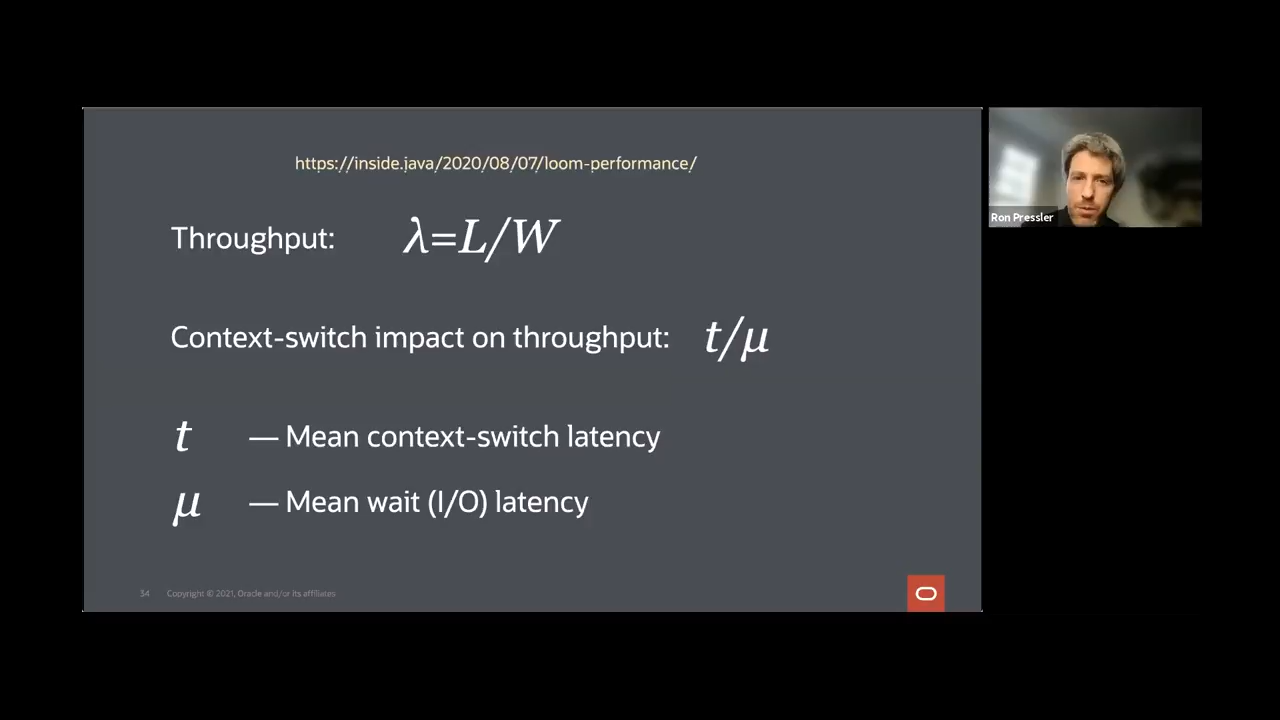 https://inside.java/2020/08/07/loom-performance/
Throughput: λ=L/W
Context-switch impact on throughput: t/μ
t — Mean context-switch latency
μ — Mean wait (I/O) latency
34 Copyright © 2021, Oracle and/or its affiliates
Ron Pressler